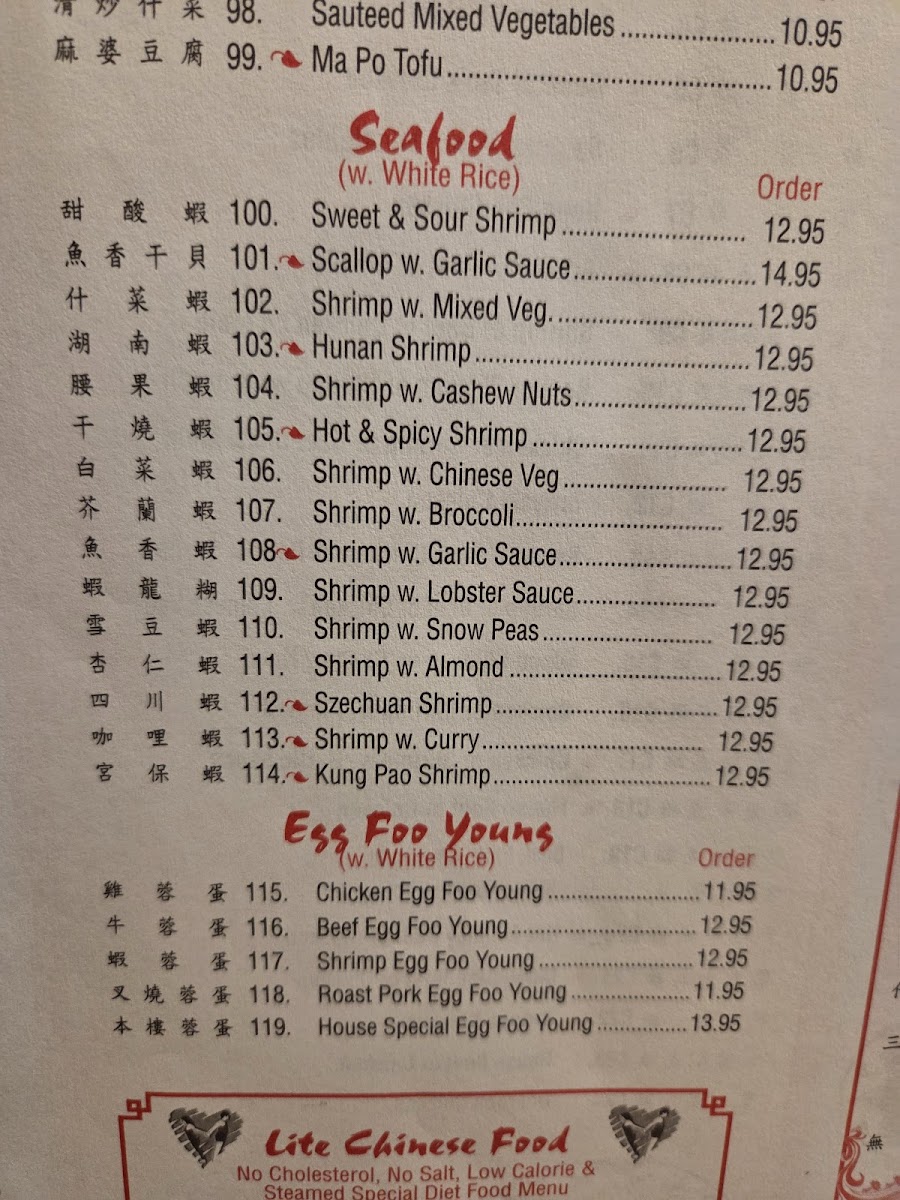 清炒什菜 98. Sauteed Mixed Vegetables 10.95
麻婆豆腐 99. Ma Po Tofu 10.95
Seafood
(w. White Rice)
Order
甜酸蝦 100. Sweet & Sour Shrimp 12.95
魚香干貝 101. Scallop w. Garlic Sauce 14.95
什菜蝦 102. Shrimp w. Mixed Veg. 12.95
湖南蝦 103. Hunan Shrimp 12.95
腰果蝦 104. Shrimp w. Cashew Nuts 12.95
干燒蝦 105. Hot & Spicy Shrimp 12.95
白菜蝦 106. Shrimp w. Chinese Veg 12.95
芥蘭蝦 107. Shrimp w. Broccoli 12.95
魚香蝦 108 Shrimp w. Garlic Sauce 12.95
蝦龍糊 109. Shrimp w. Lobster Sauce 12.95
雪豆蝦 110. Shrimp w. Snow Peas 12.95
杏仁蝦 111. Shrimp w. Almond 12.95
四川蝦 112. Szechuan Shrimp 12.95
咖哩蝦 113. Shrimp w. Curry 12.95
宮保蝦 114. Kung Pao Shrimp 12.95
Egg Foo Young
(w. White Rice)
Order
雞蓉蛋 115. Chicken Egg Foo Young 11.95
牛蓉蛋 116. Beef Egg Foo Young 12.95
蝦蓉蛋 117. Shrimp Egg Foo Young 12.95
叉燒蓉蛋 118. Roast Pork Egg Foo Young 11.95
本樓蓉蛋 119. House Special Egg Foo Young 13.95
Lite Chinese Food
No Cholesterol, No Salt, Low Calorie &
Steamed Special Diet Food Menu
三
無